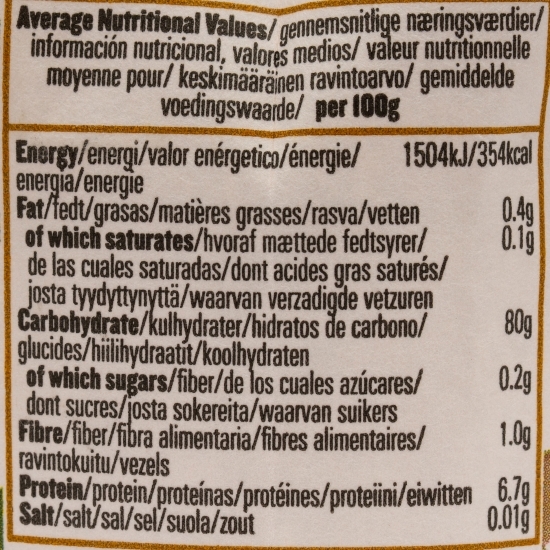 Average Nutritional Values/gennemsnitlige næringsværdier/
información nutricional, valores medios/ valeur nutritionnelle
moyenne pour/ keskimääräinen ravintoarvo/ gemiddelde
voedingswaarde/ per 100g
Energy/energi/valor enérgetico/énergie/ 1504kJ/354kcal
energia/energie
Fat/fedt/grasas/matières grasses/rasva/vetten 0.4g
of which saturates/hvoraf mættede fedtsyrer/ 0.1g
de las cuales saturadas/dont acides gras saturés/
josta tyydyttynyttä/waarvan verzadigde vetzuren
Carbohydrate/kulhydrater/hidratos de carbono/ 80g
glucides/hiilihydraatit/koolhydraten
of which sugars/fiber/de los cuales azúcares/ 0.2g
dont sucres/josta sokereita/waarvan suikers
Fibre/fiber/fibra alimentaria/fibres alimentaires/ 1.0g
ravintokuitu/vezels
Protein/protein/proteínas/protéines/proteiini/eiwitten 6.7g
Salt/salt/sal/sel/suola/zout 0.01g